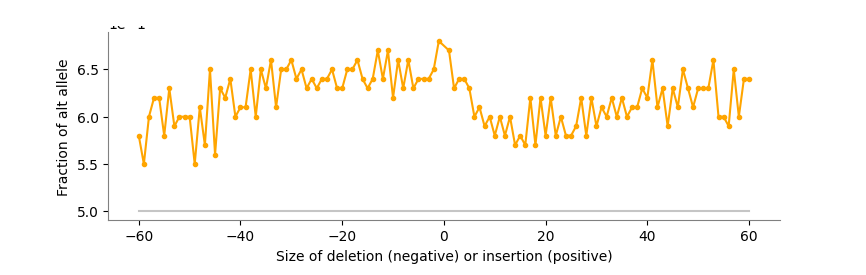 6.5
6.0
5.5
5.0
Fraction of alt allele
−60 −40 −20 0 20 40 60
Size of deletion (negative) or insertion (positive)